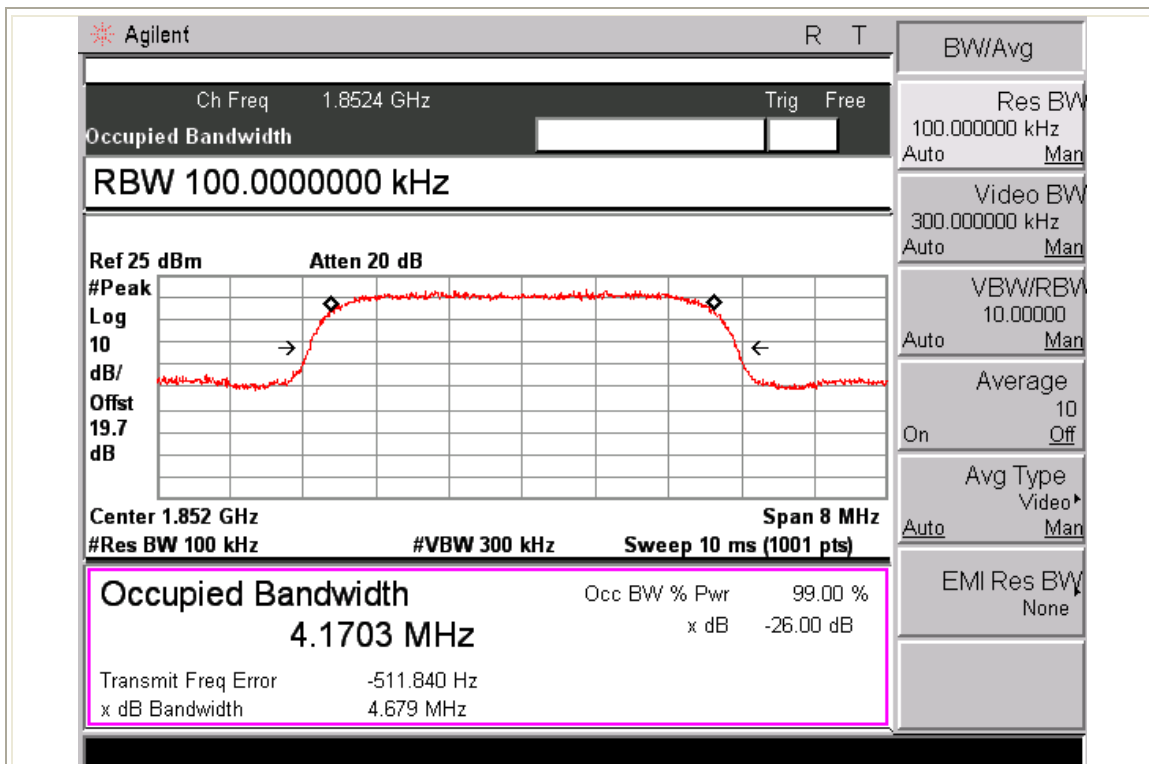 Agilent
R T
Ch Freq 1.8524 GHz
Trig Free
Occupied Bandwidth
RBW 100.0000000 kHz
Ref 25 dBm
Atten 20 dB
#Peak
Log
10
dB/
Offst
19.7
dB
Center 1.852 GHz
Span 8 MHz
#Res BW 100 kHz
#VBW 300 kHz
Sweep 10 ms (1001 pts)
Occupied Bandwidth
4.1703 MHz
Occ BW % Pwr 99.00 %
x dB -26.00 dB
Transmit Freq Error -511.840 Hz
x dB Bandwidth 4.679 MHz
BW/Avg
Res BW
100.000000 kHz
Auto Man
Video BW
300.000000 kHz
Auto Man
VBW/RBW
10.00000
Auto Man
Average
10
On Off
Avg Type
Video
Auto Man
EMI Res BW
None